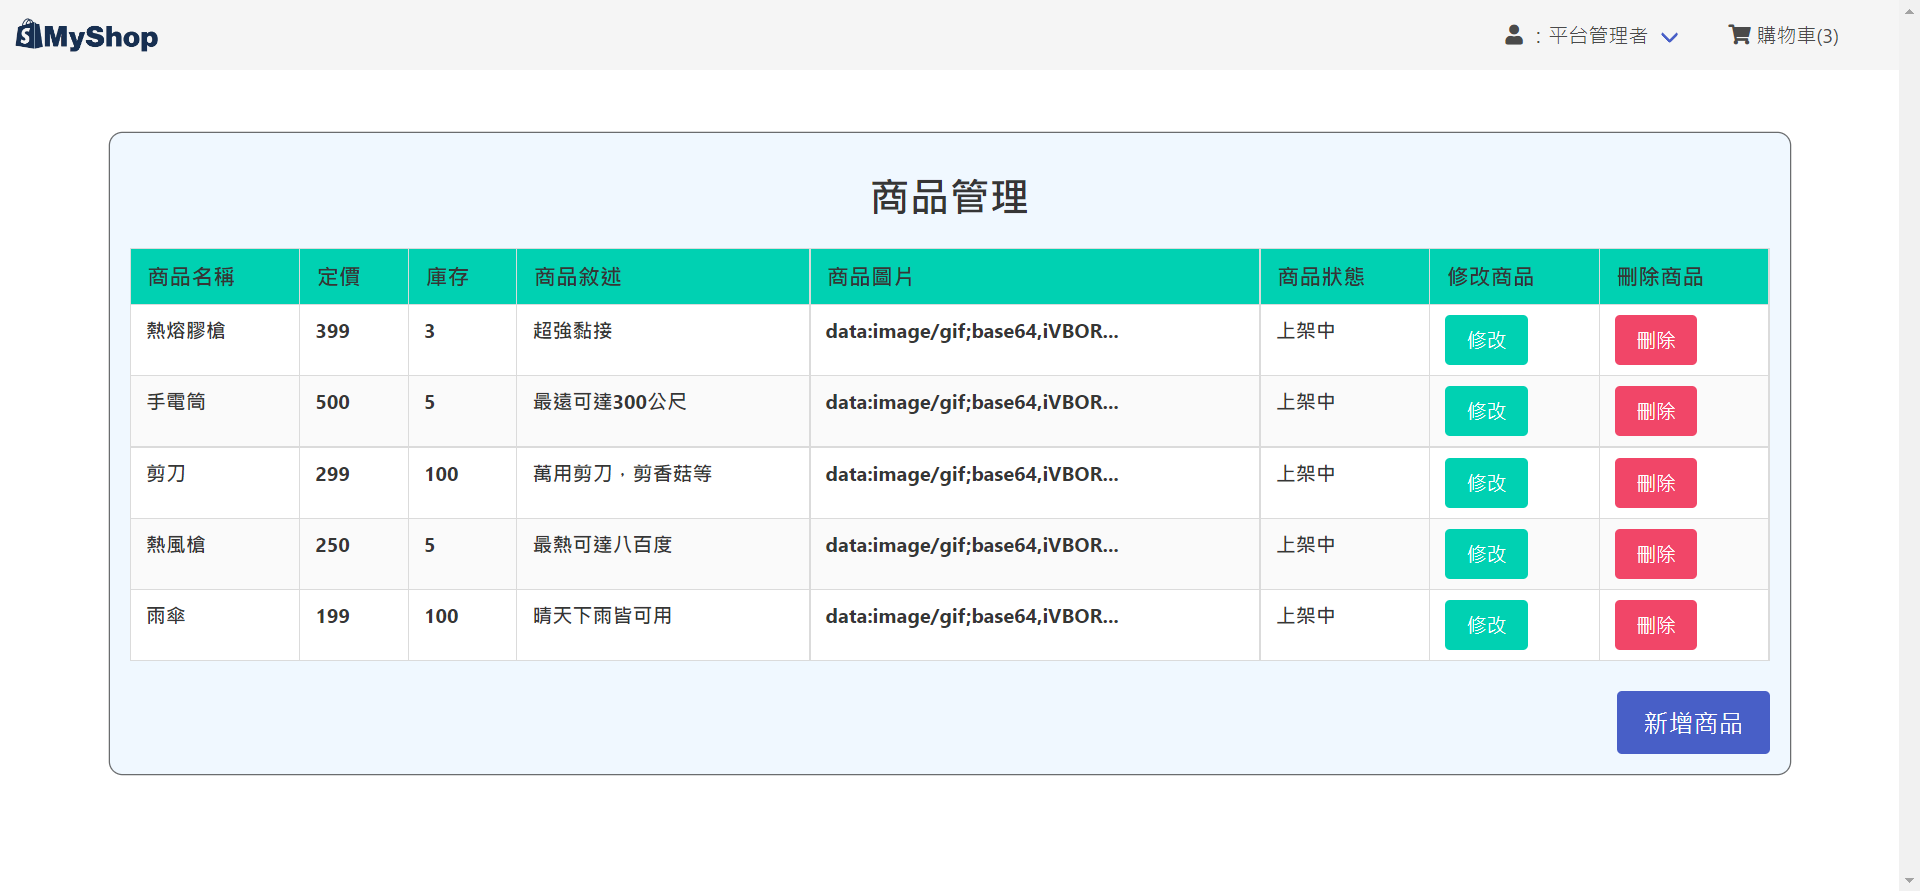 MyShop
：平台管理者
購物車(3)
商品管理
商品名稱 定價 庫存 商品敘述 商品圖片 商品狀態 修改商品 刪除商品
熱熔膠槍 399 3 超強黏接 data:image/gif;base64,iVBOR... 上架中 修改 刪除
手電筒 500 5 最遠可達300公尺 data:image/gif;base64,iVBOR... 上架中 修改 刪除
剪刀 299 100 萬用剪刀，剪香菇等 data:image/gif;base64,iVBOR... 上架中 修改 刪除
熱風槍 250 5 最熱可達八百度 data:image/gif;base64,iVBOR... 上架中 修改 刪除
雨傘 199 100 晴天下雨皆可用 data:image/gif;base64,iVBOR... 上架中 修改 刪除
新增商品